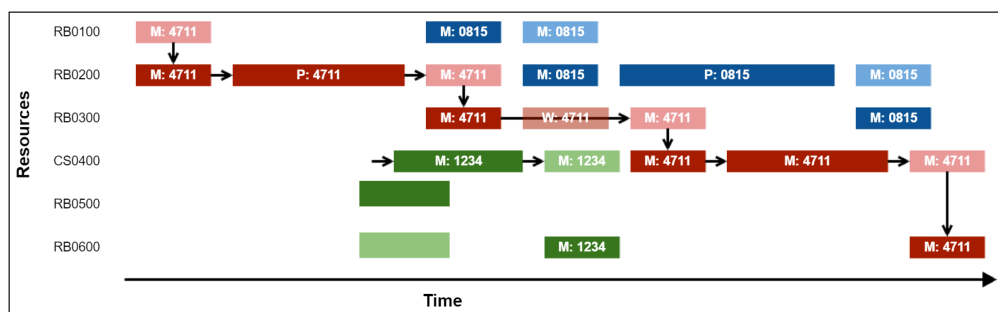 RB0100 M: 4711 M: 0815 M: 0815
RB0200 M: 4711 P: 4711 M: 4711 M: 0815 P: 0815 M: 0815
RB0300 M: 4711 W: 4711 M: 4711 M: 0815
CS0400 M: 1234 M: 1234 M: 4711 M: 4711 M: 4711
RB0500
RB0600 M: 1234 M: 4711
Resources
Time